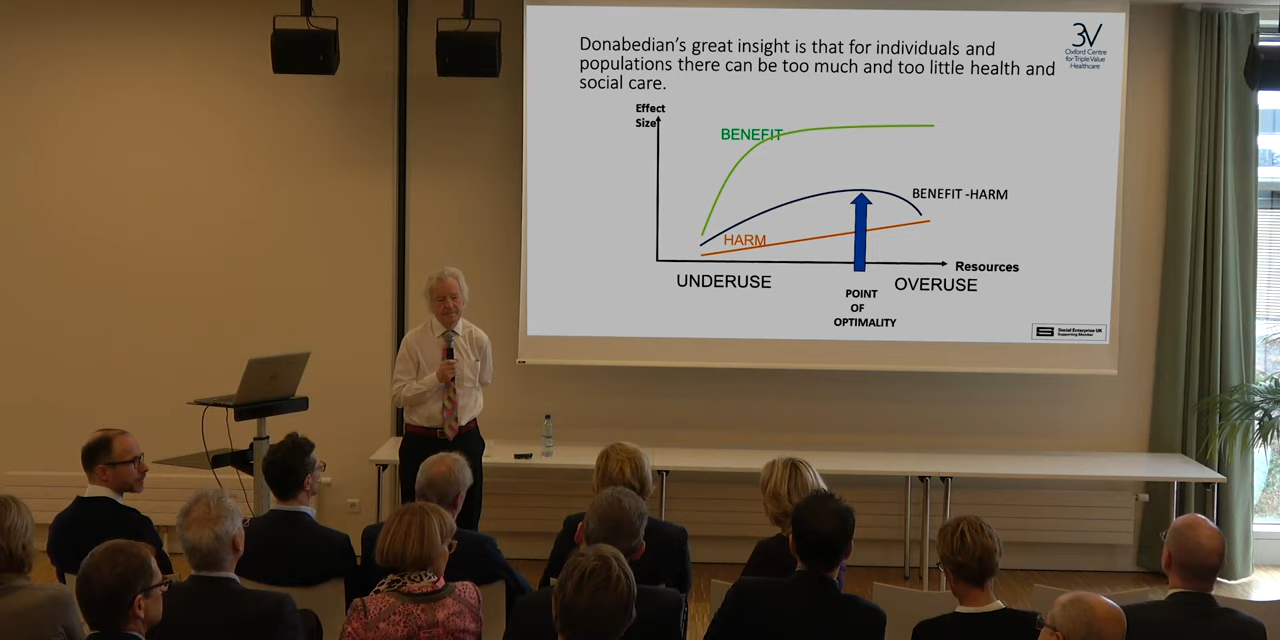 Donabedian's great insight is that for individuals and
populations there can be too much and too little health and
social care.
3V
Oxford Centre
for Triple Value
Healthcare
Effect
Size
BENEFIT
BENEFIT -HARM
HARM
Resources
UNDERUSE
OVERUSE
POINT
OF
OPTIMALITY
Social Enterprise UK
Supporting Member